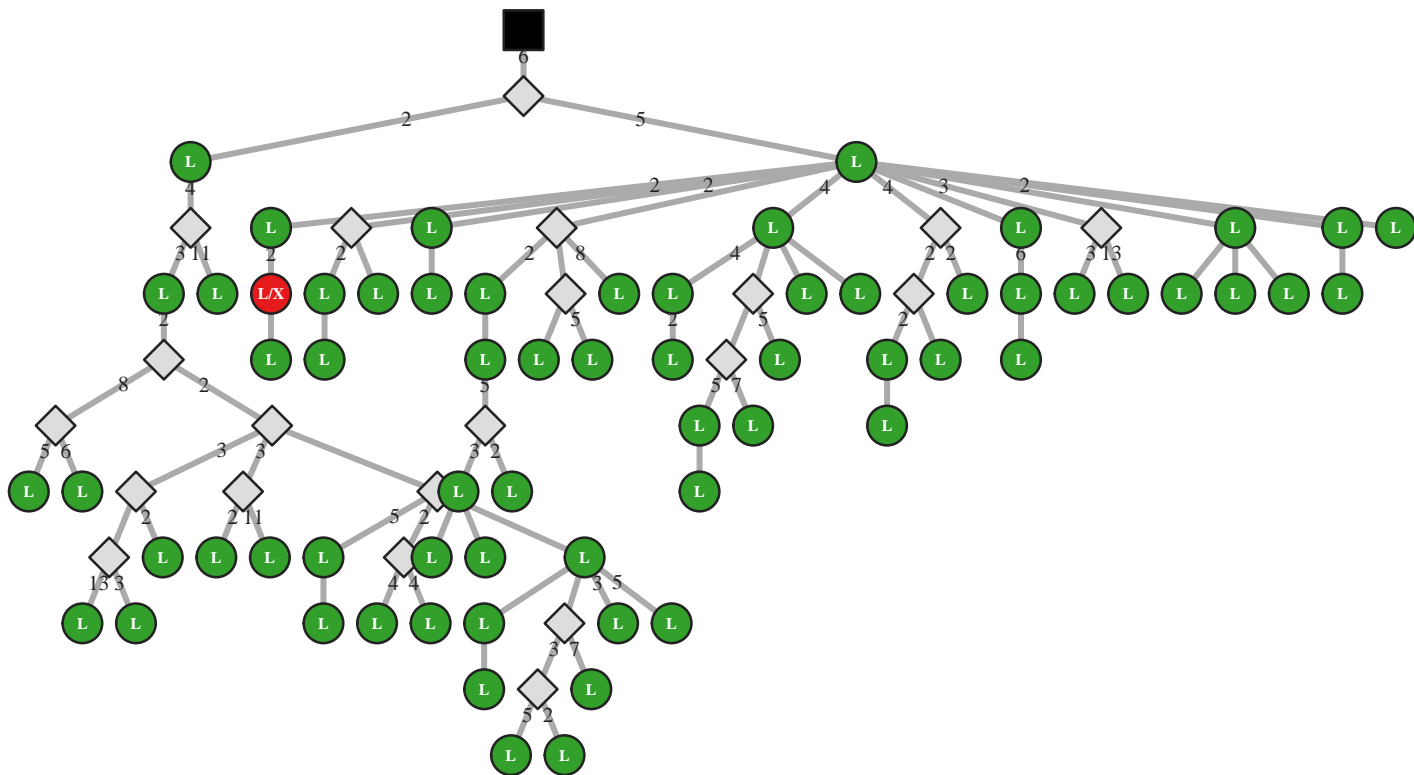 6
2 5
L L
4 2 2 4 4 3 2
L L L L L L L
3 11 2 2 2 8 4 2 2 6 3 13
L L L/X L L L L L L L L L L L L L L L L L
2 5 2 5 2
L L L L L L L L L L
8 2 5 5 7
L L L
5 6 3 3 3 2
L L L L L
2 2 11 5 2
L L L L L L L
13 3 4 4 3 5
L L L L L L L L
3 7
L L
5 2
L L